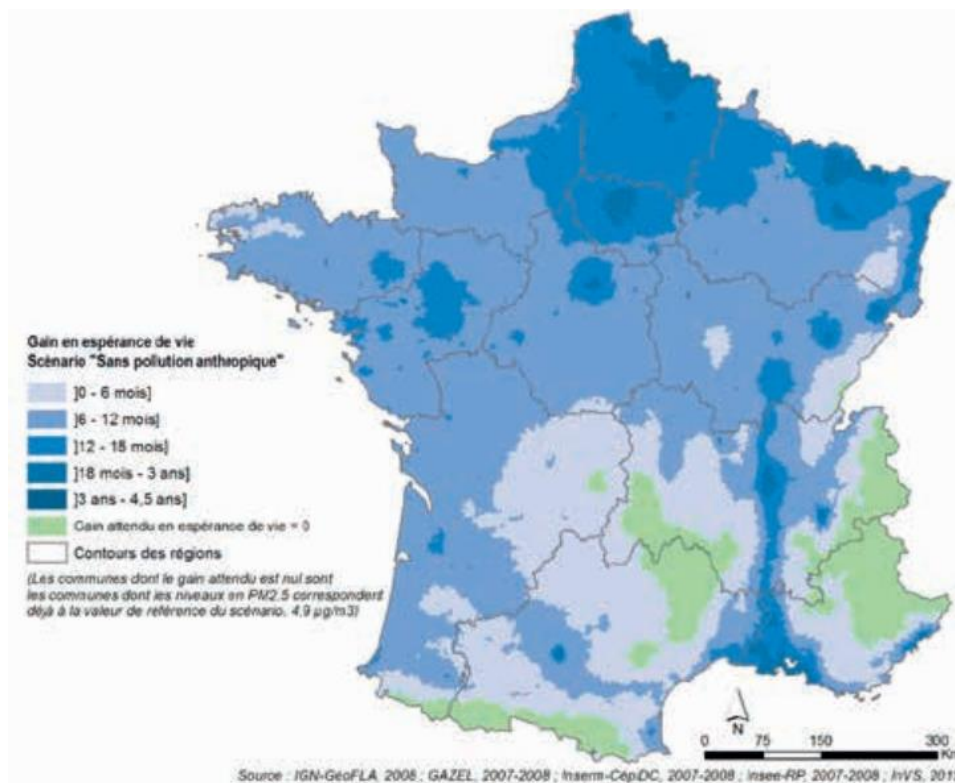 Gain en espérance de vie
Scénario "Sans pollution anthropique"
]0 - 6 mois]
]6 - 12 mois]
]12 - 18 mois]
]18 mois - 3 ans]
]3 ans - 4,5 ans]
Gain attendu en espérance de vie = 0
Contours des régions
(Les communes dont le gain attendu est nul sont
les communes dont les niveaux en PM2.5 correspondent
déjà à la valeur de référence du scénario, 4,9 µg/m3)
N
0 75 150 300
Km
Source : IGN-GéoFLA, 2008 ; GAZEL, 2007-2008 ; Inserm-CépiDC, 2007-2008 ; Insee-RP, 2007-2008 ; InVS,